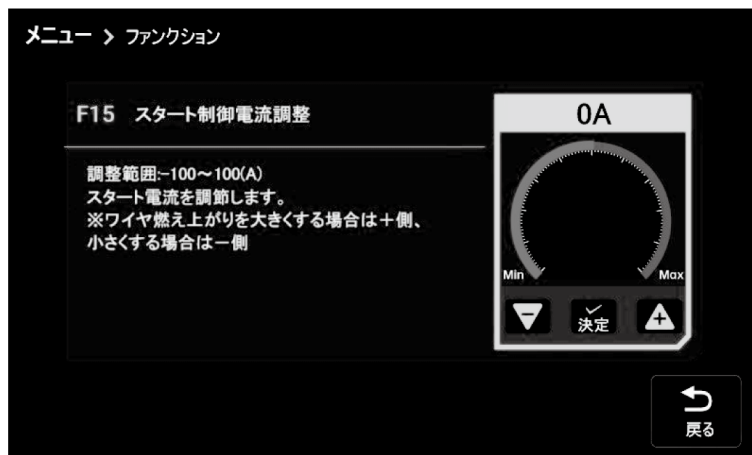 メニュー > ファンクション
F15 スタート制御電流調整
調整範囲:-100～100(A)
スタート電流を調節します。
※ワイヤ燃え上がりを大きくする場合は＋側、
小さくする場合は－側
0A
Min
Max
決定
戻る